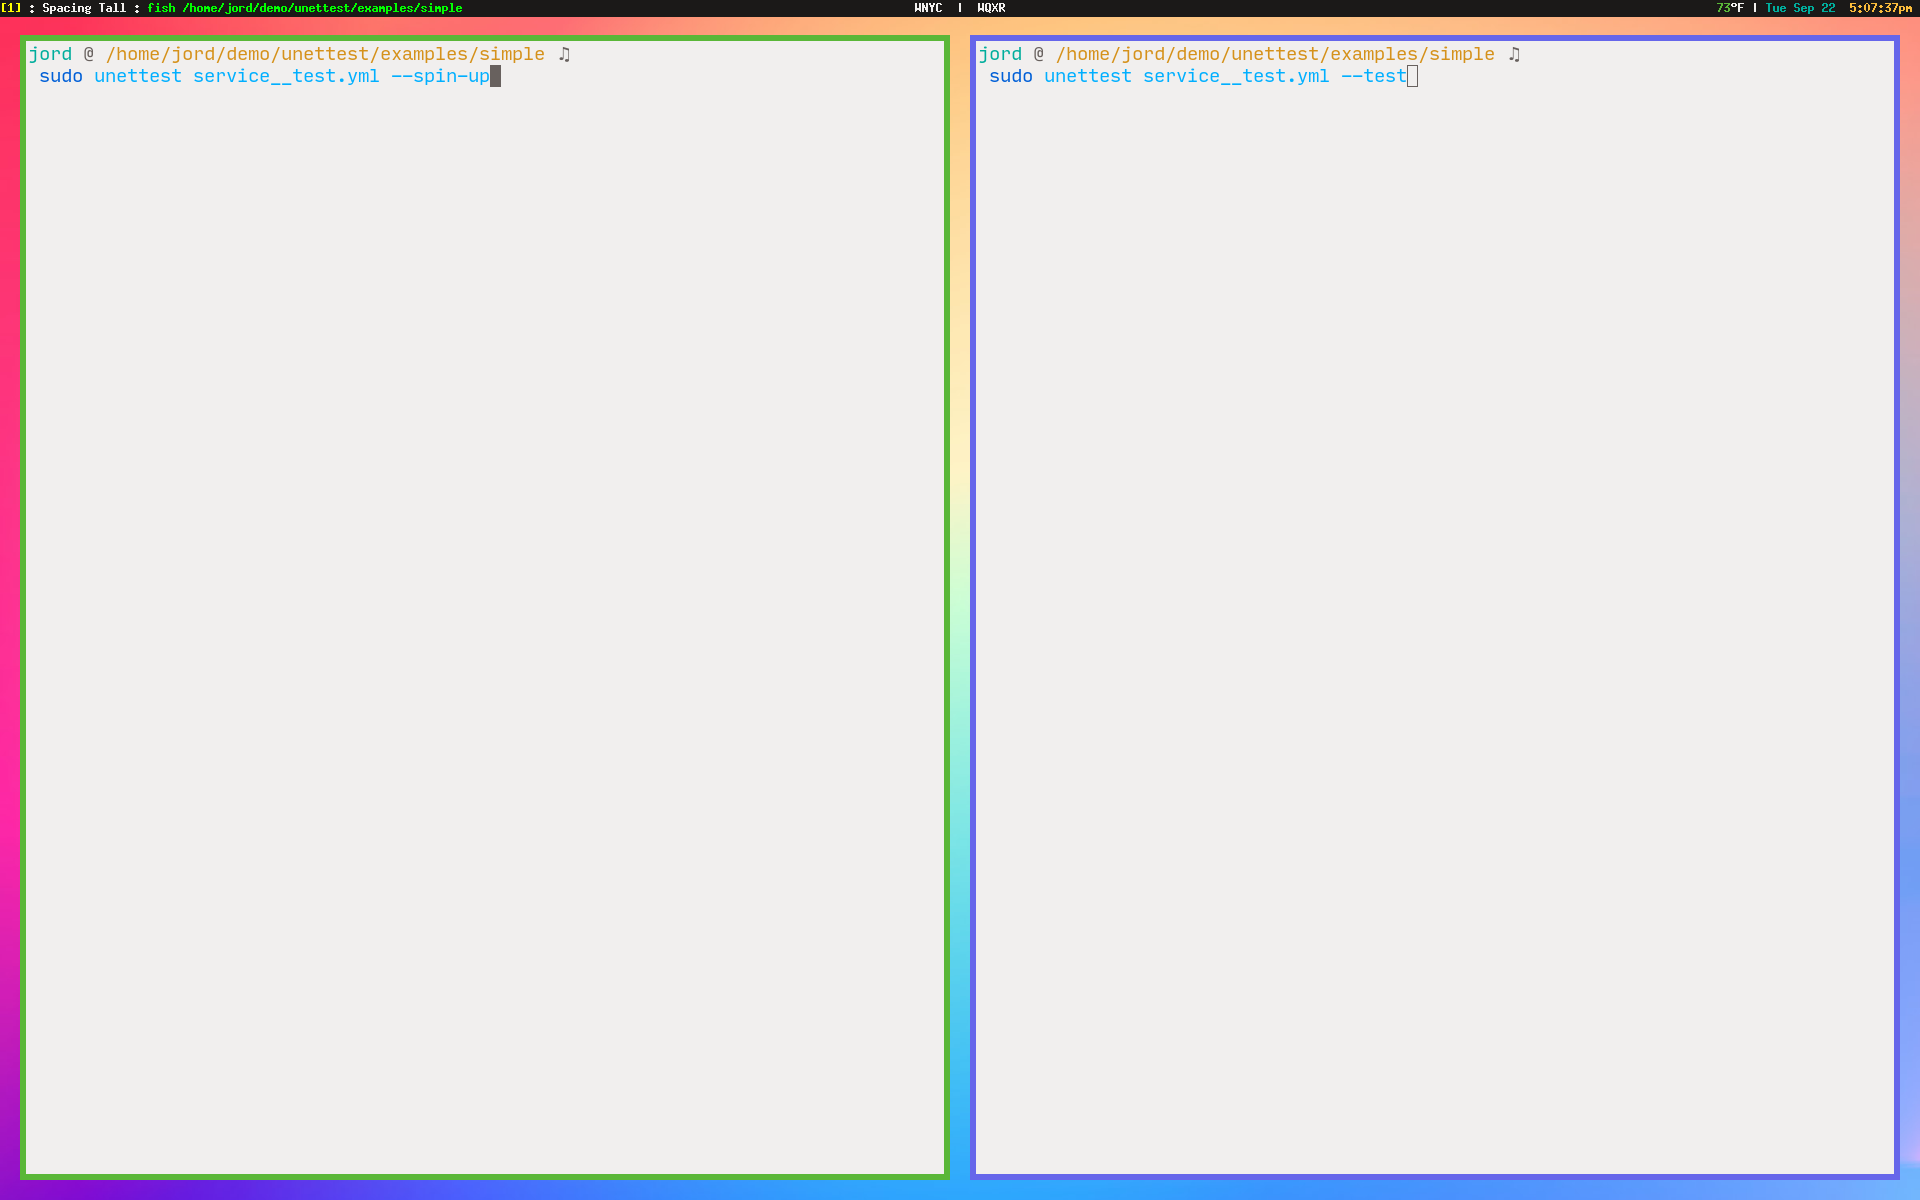 [1] : Spacing Tall : fish /home/jord/demo/unettest/examples/simple WNYC | WQXR 73°F | Tue Sep 22 5:07:37pm
jord @ /home/jord/demo/unettest/examples/simple ♫
sudo unettest service__test.yml --spin-up
jord @ /home/jord/demo/unettest/examples/simple ♫
sudo unettest service__test.yml --test